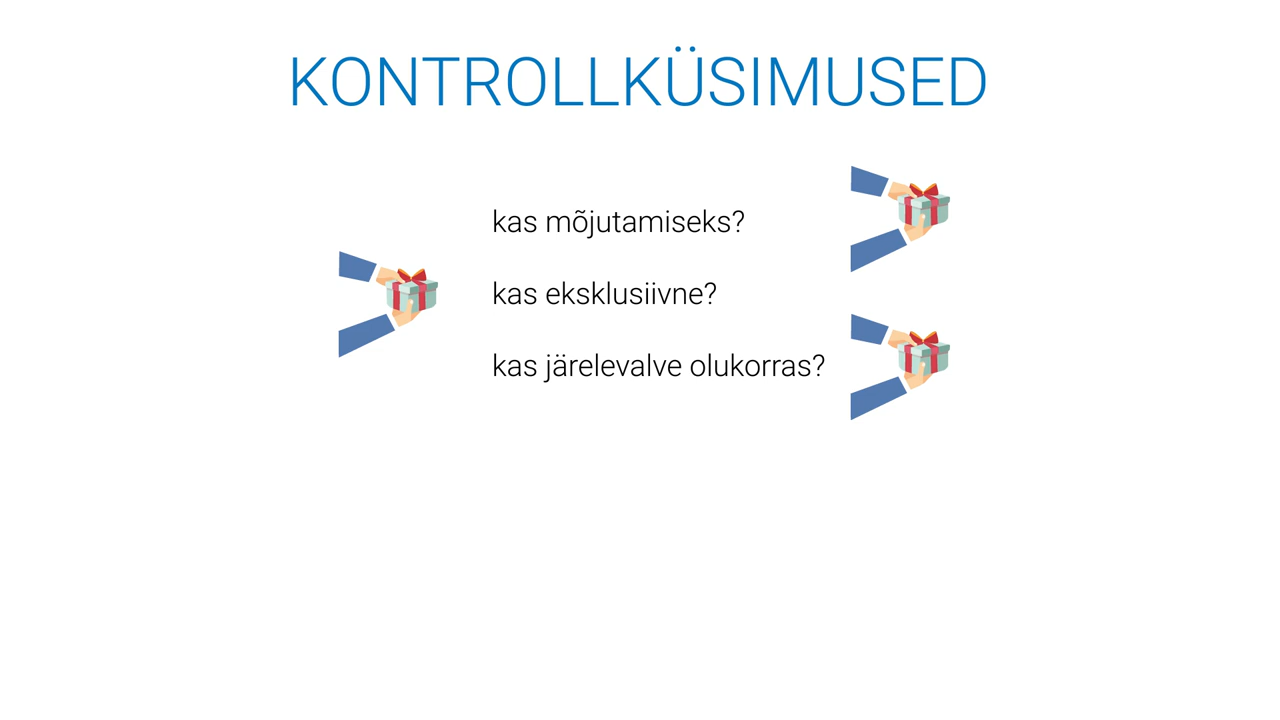 KONTROLLKÜSIMUSED
kas mõjutamiseks?
kas eksklusiivne?
kas järelevalve olukorras?